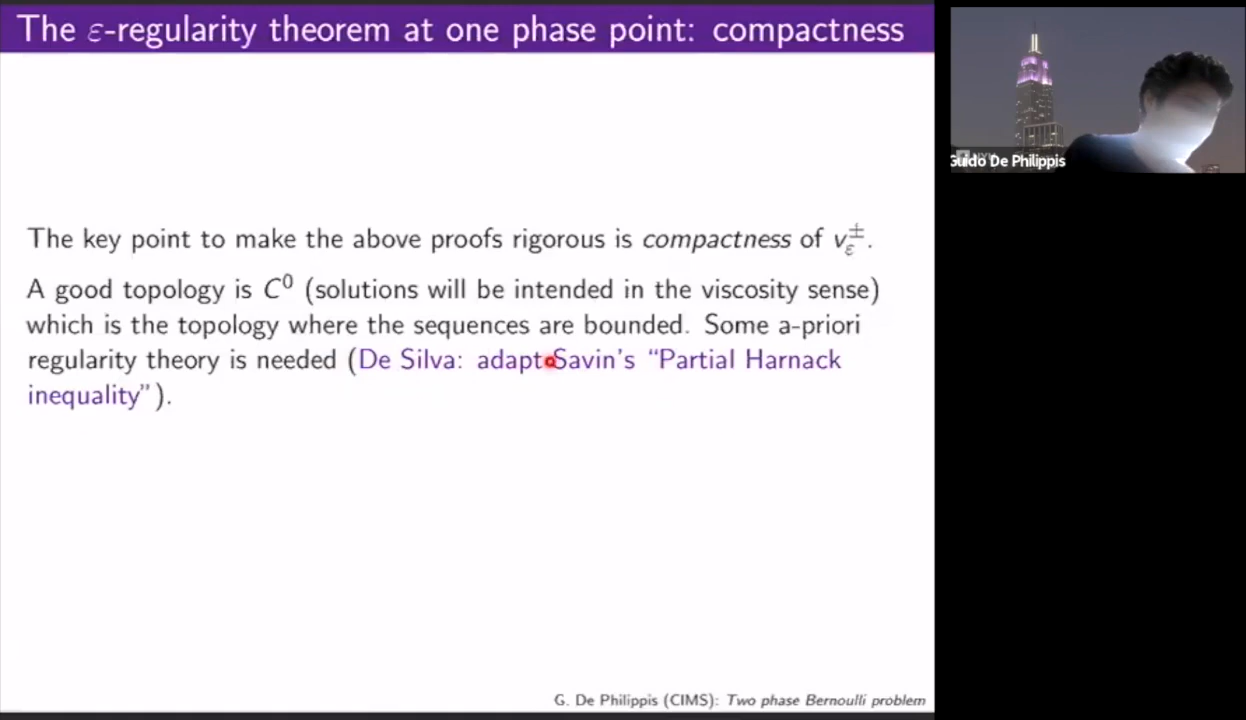 The ε-regularity theorem at one phase point: compactness
The key point to make the above proofs rigorous is compactness of v_ε^±.
A good topology is C⁰ (solutions will be intended in the viscosity sense)
which is the topology where the sequences are bounded. Some a-priori
regularity theory is needed (De Silva: adapt Savin's “Partial Harnack
inequality”).
G. De Philippis (CIMS): Two phase Bernoulli problem
Guido De Philippis